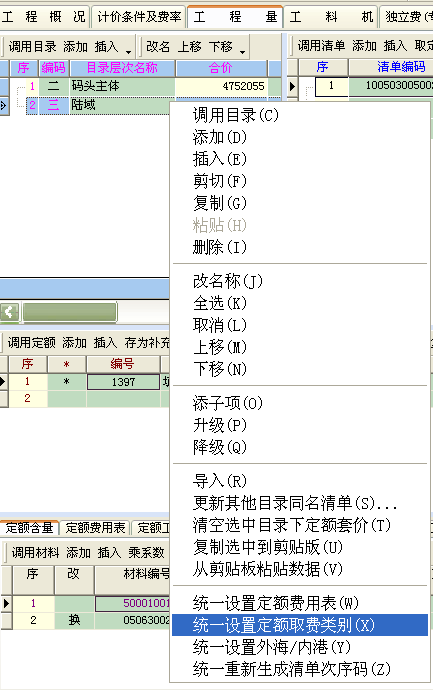 工 程 概 况 计价条件及费率 工 程 量 工 料 机 独立费
调用目录 添加 插入 改名 上移 下移 调用清单 添加 插入
序 编码 目录层次名称 合价 序 清单编码
1 二 码头主体 4752055 1 100503005002
2 三 陆域
调用目录(C)
添加(D)
插入(E)
剪切(F)
复制(G)
粘贴(H)
删除(I)
改名称(J)
全选(K)
取消(L)
上移(M)
下移(N)
添子项(O)
升级(P)
降级(Q)
导入(R)
更新其他目录同名清单(S)...
清空选中目录下定额套价(T)
复制选中到剪贴版(U)
从剪贴板粘贴数据(V)
统一设置定额费用表(W)
统一设置定额取费类别(X)
统一设置外海/内港(Y)
统一重新生成清单次序码(Z)
调用定额 添加 插入 存为补充
序 * 编号
1 * 1397
2
定额含量 定额费用表 定额工
调用材料 添加 插入 乘系数
序 改 材料编号
1 5000100
2 换 0506300